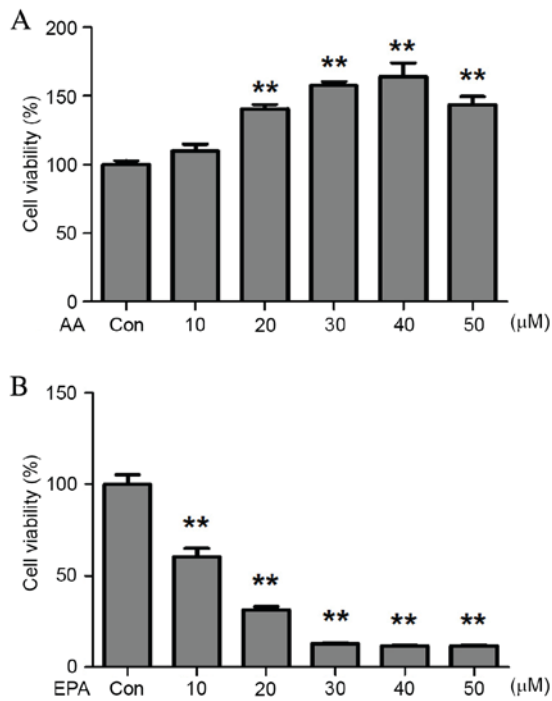 A
200
150
100
50
0
Cell viability (%)
** ** ** **
AA Con 10 20 30 40 50 (μM)
B
150
100
50
0
Cell viability (%)
** ** ** ** **
EPA Con 10 20 30 40 50 (μM)